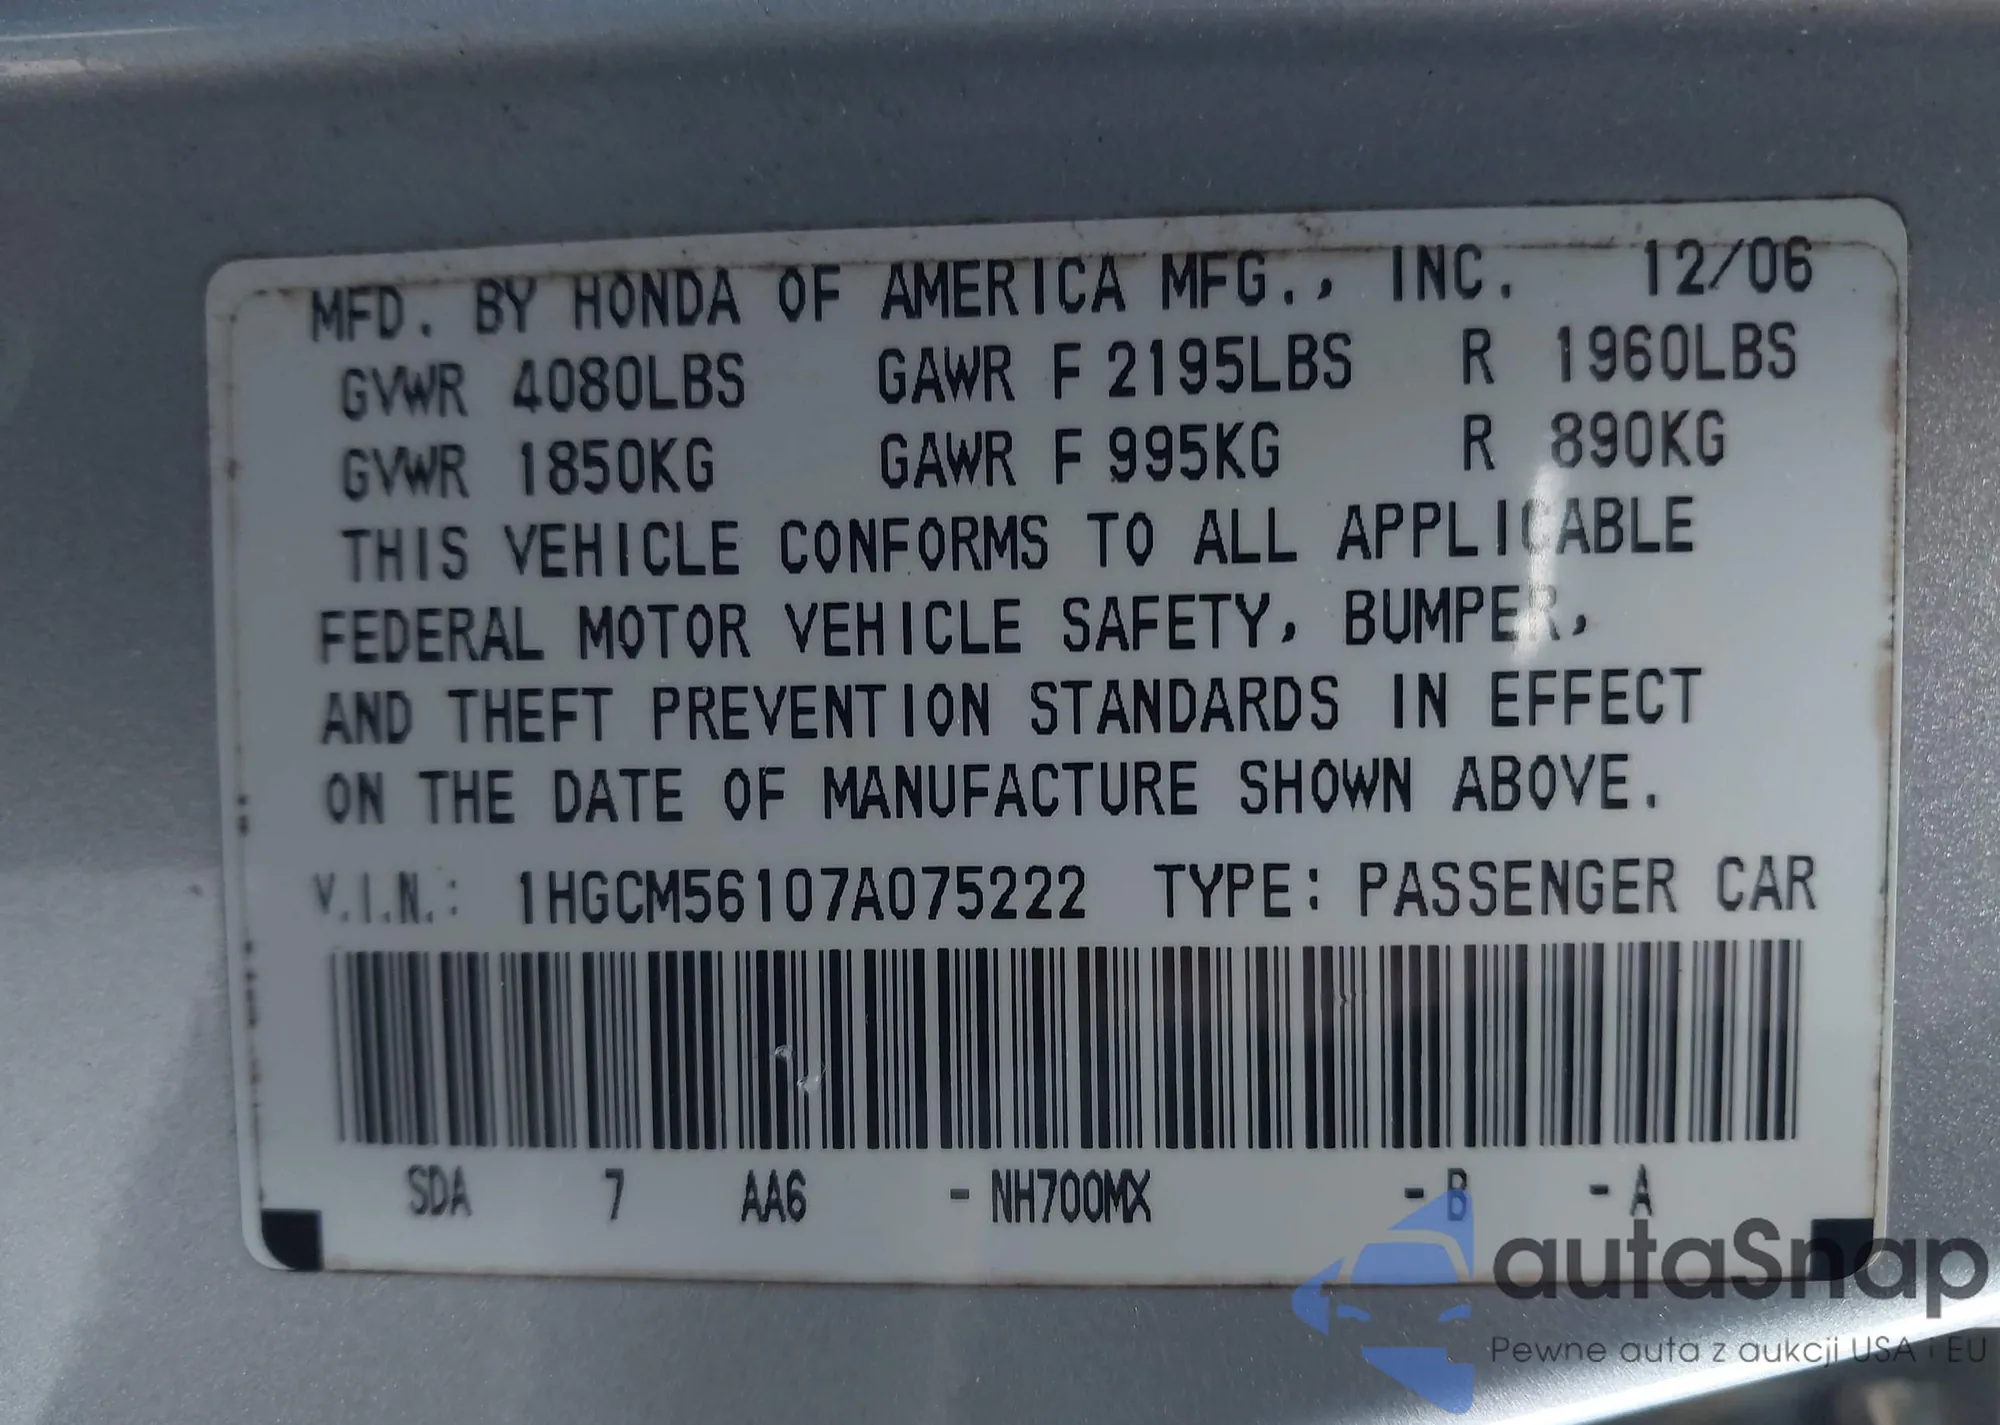 MFD. BY HONDA OF AMERICA MFG., INC. 12/06
GVWR 4080LBS GAWR F 2195LBS R 1960LBS
GVWR 1850KG GAWR F 995KG R 890KG
THIS VEHICLE CONFORMS TO ALL APPLICABLE
FEDERAL MOTOR VEHICLE SAFETY, BUMPER,
AND THEFT PREVENTION STANDARDS IN EFFECT
ON THE DATE OF MANUFACTURE SHOWN ABOVE.
V.I.N.: 1HGCM56107A075222 TYPE: PASSENGER CAR
SDA 7 AA6 - NH700MX - B - A
autaSnap
Pewne auta z aukcji USA i EU